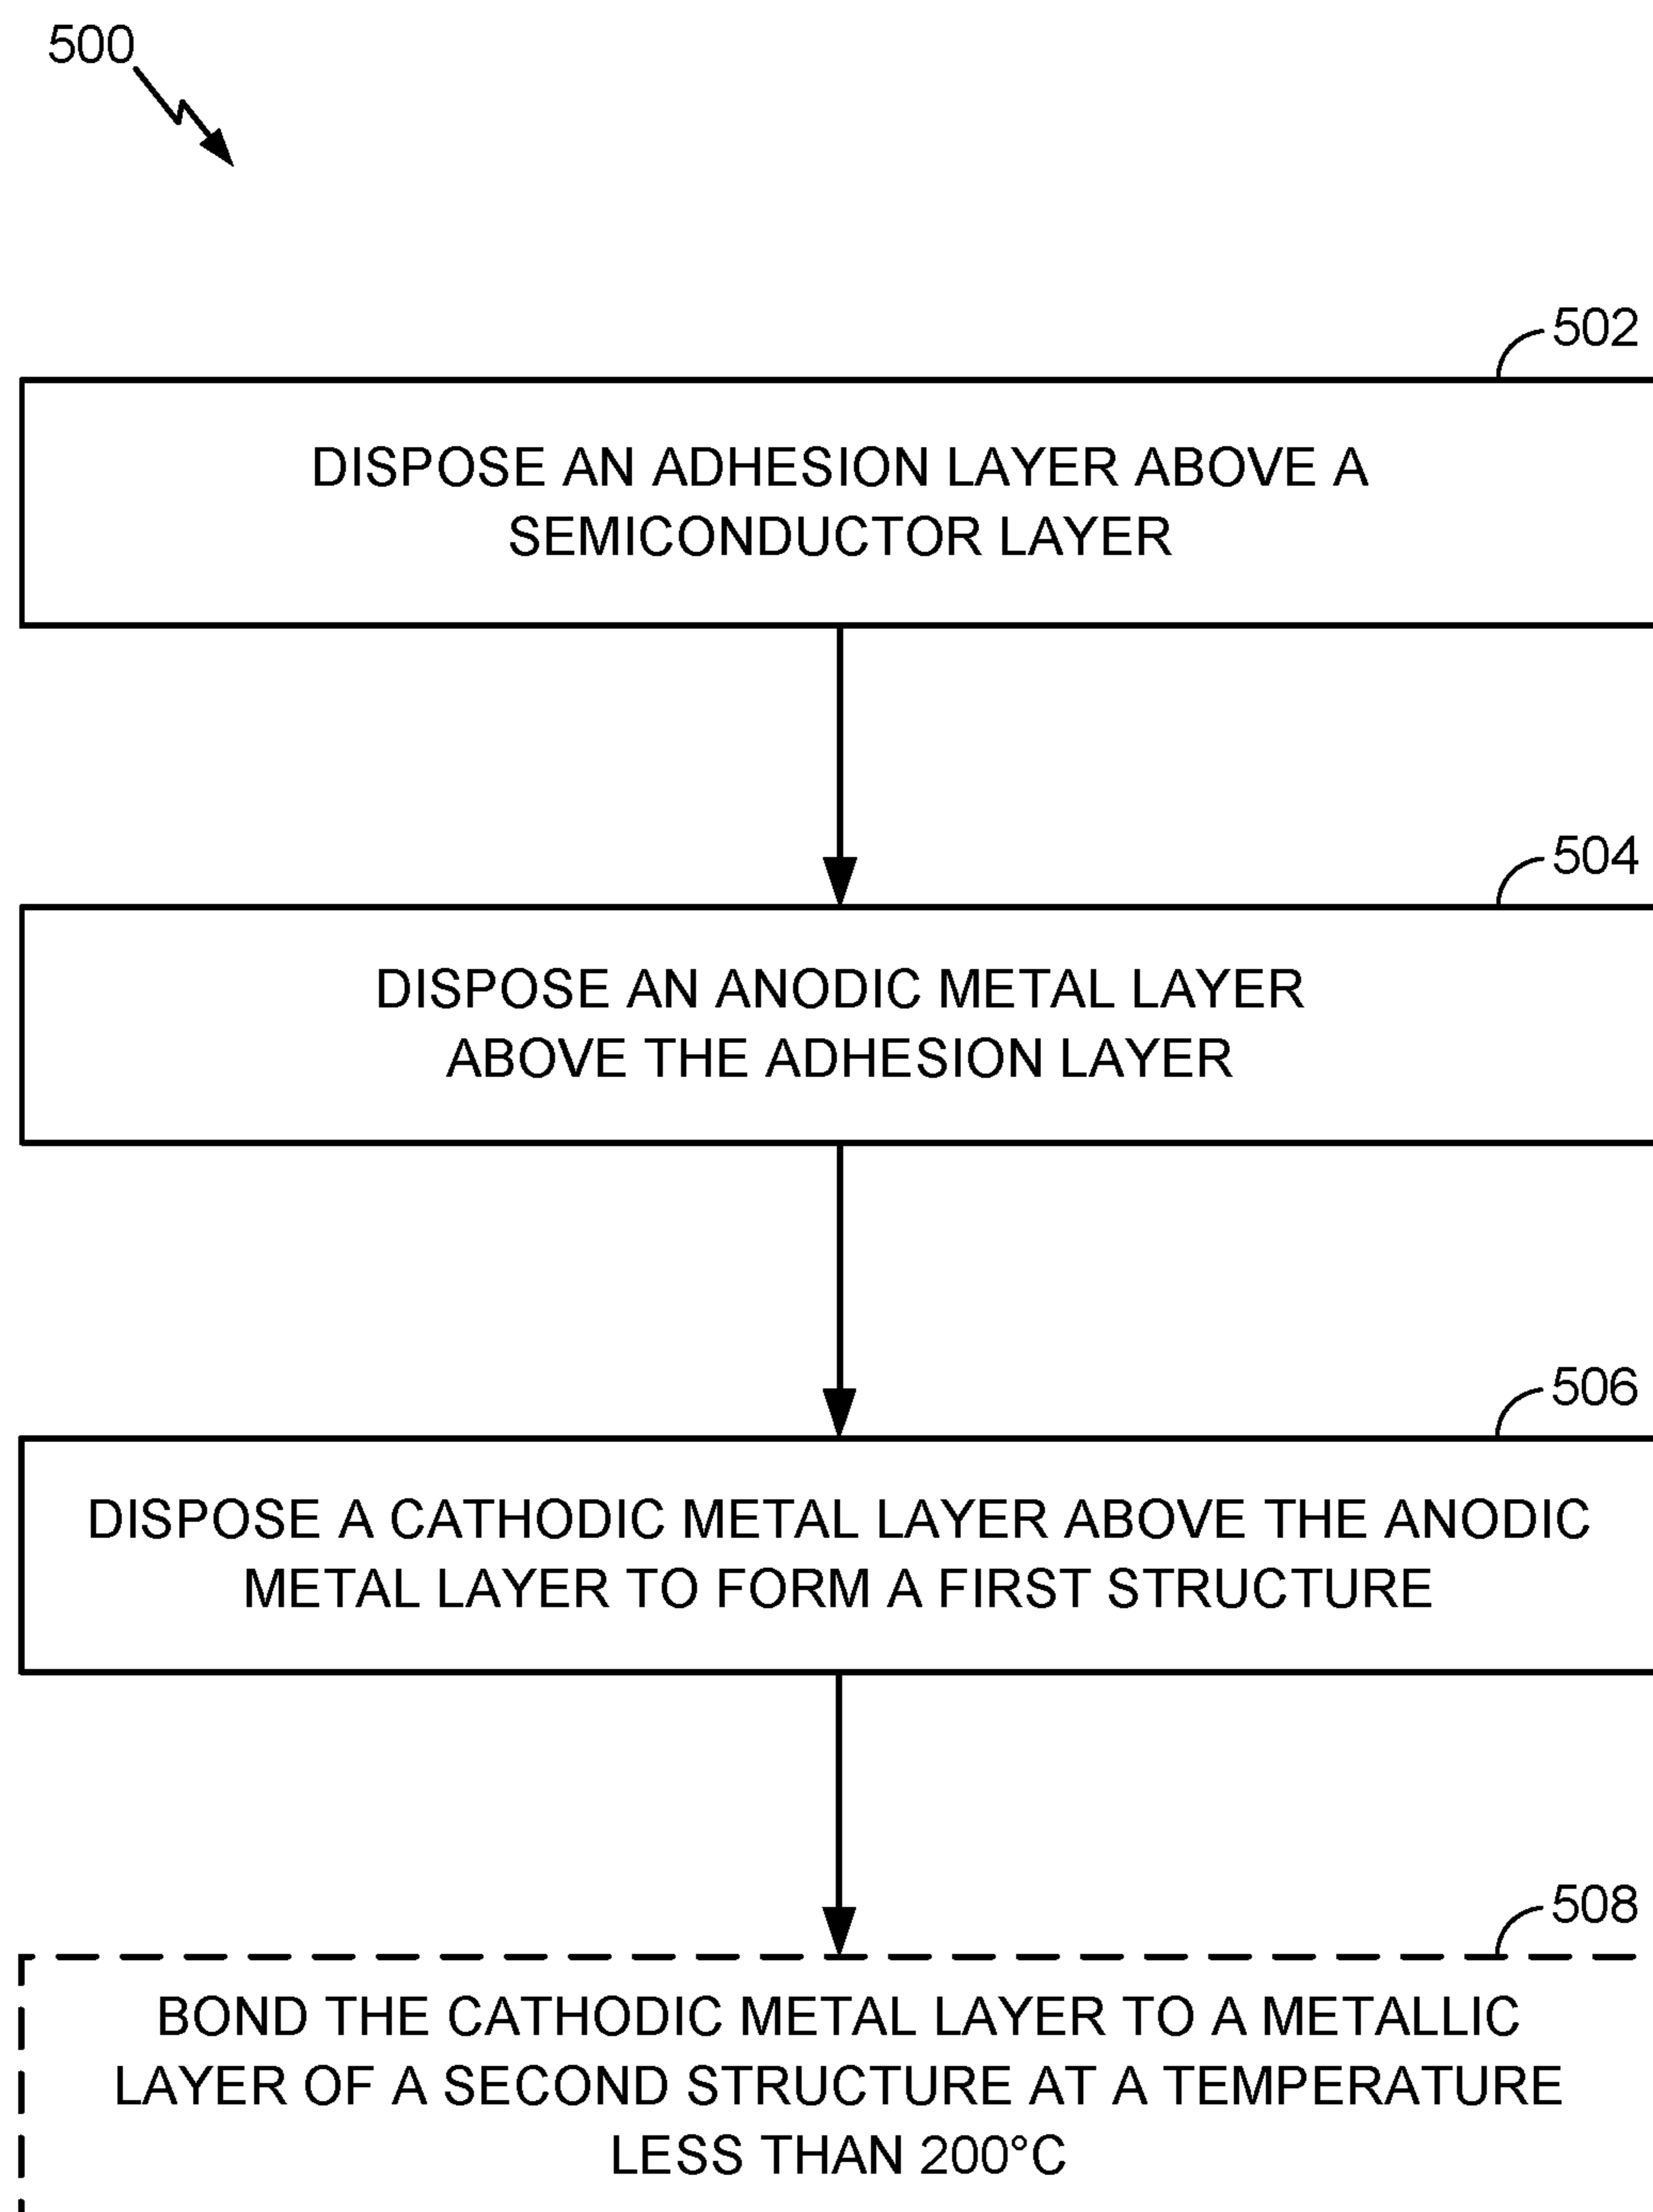 500
502
DISPOSE AN ADHESION LAYER ABOVE A
SEMICONDUCTOR LAYER
504
DISPOSE AN ANODIC METAL LAYER
ABOVE THE ADHESION LAYER
506
DISPOSE A CATHODIC METAL LAYER ABOVE THE ANODIC
METAL LAYER TO FORM A FIRST STRUCTURE
508
BOND THE CATHODIC METAL LAYER TO A METALLIC
LAYER OF A SECOND STRUCTURE AT A TEMPERATURE
LESS THAN 200°C